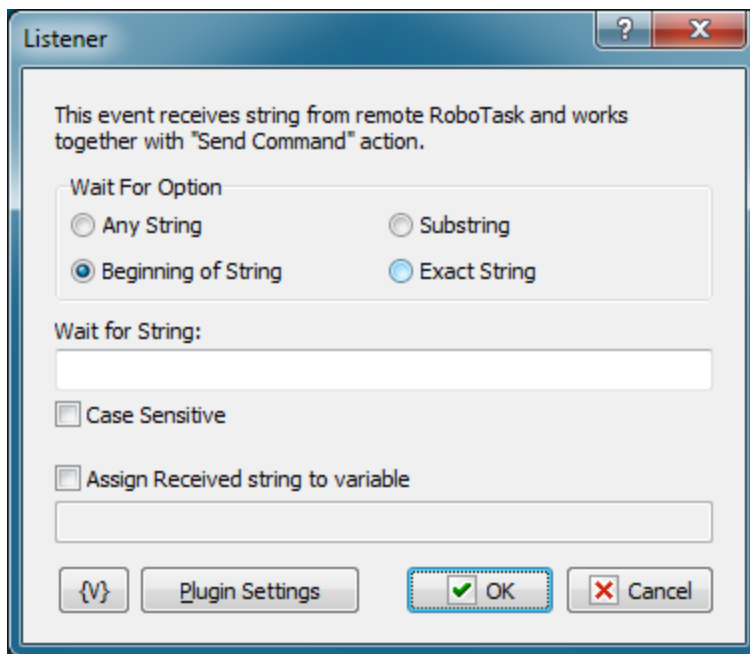 Listener
?
This event receives string from remote RoboTask and works
together with "Send Command" action.
Wait For Option
Any String
Substring
Beginning of String
Exact String
Wait for String:
Case Sensitive
Assign Received string to variable
{V}
Plugin Settings
OK
Cancel